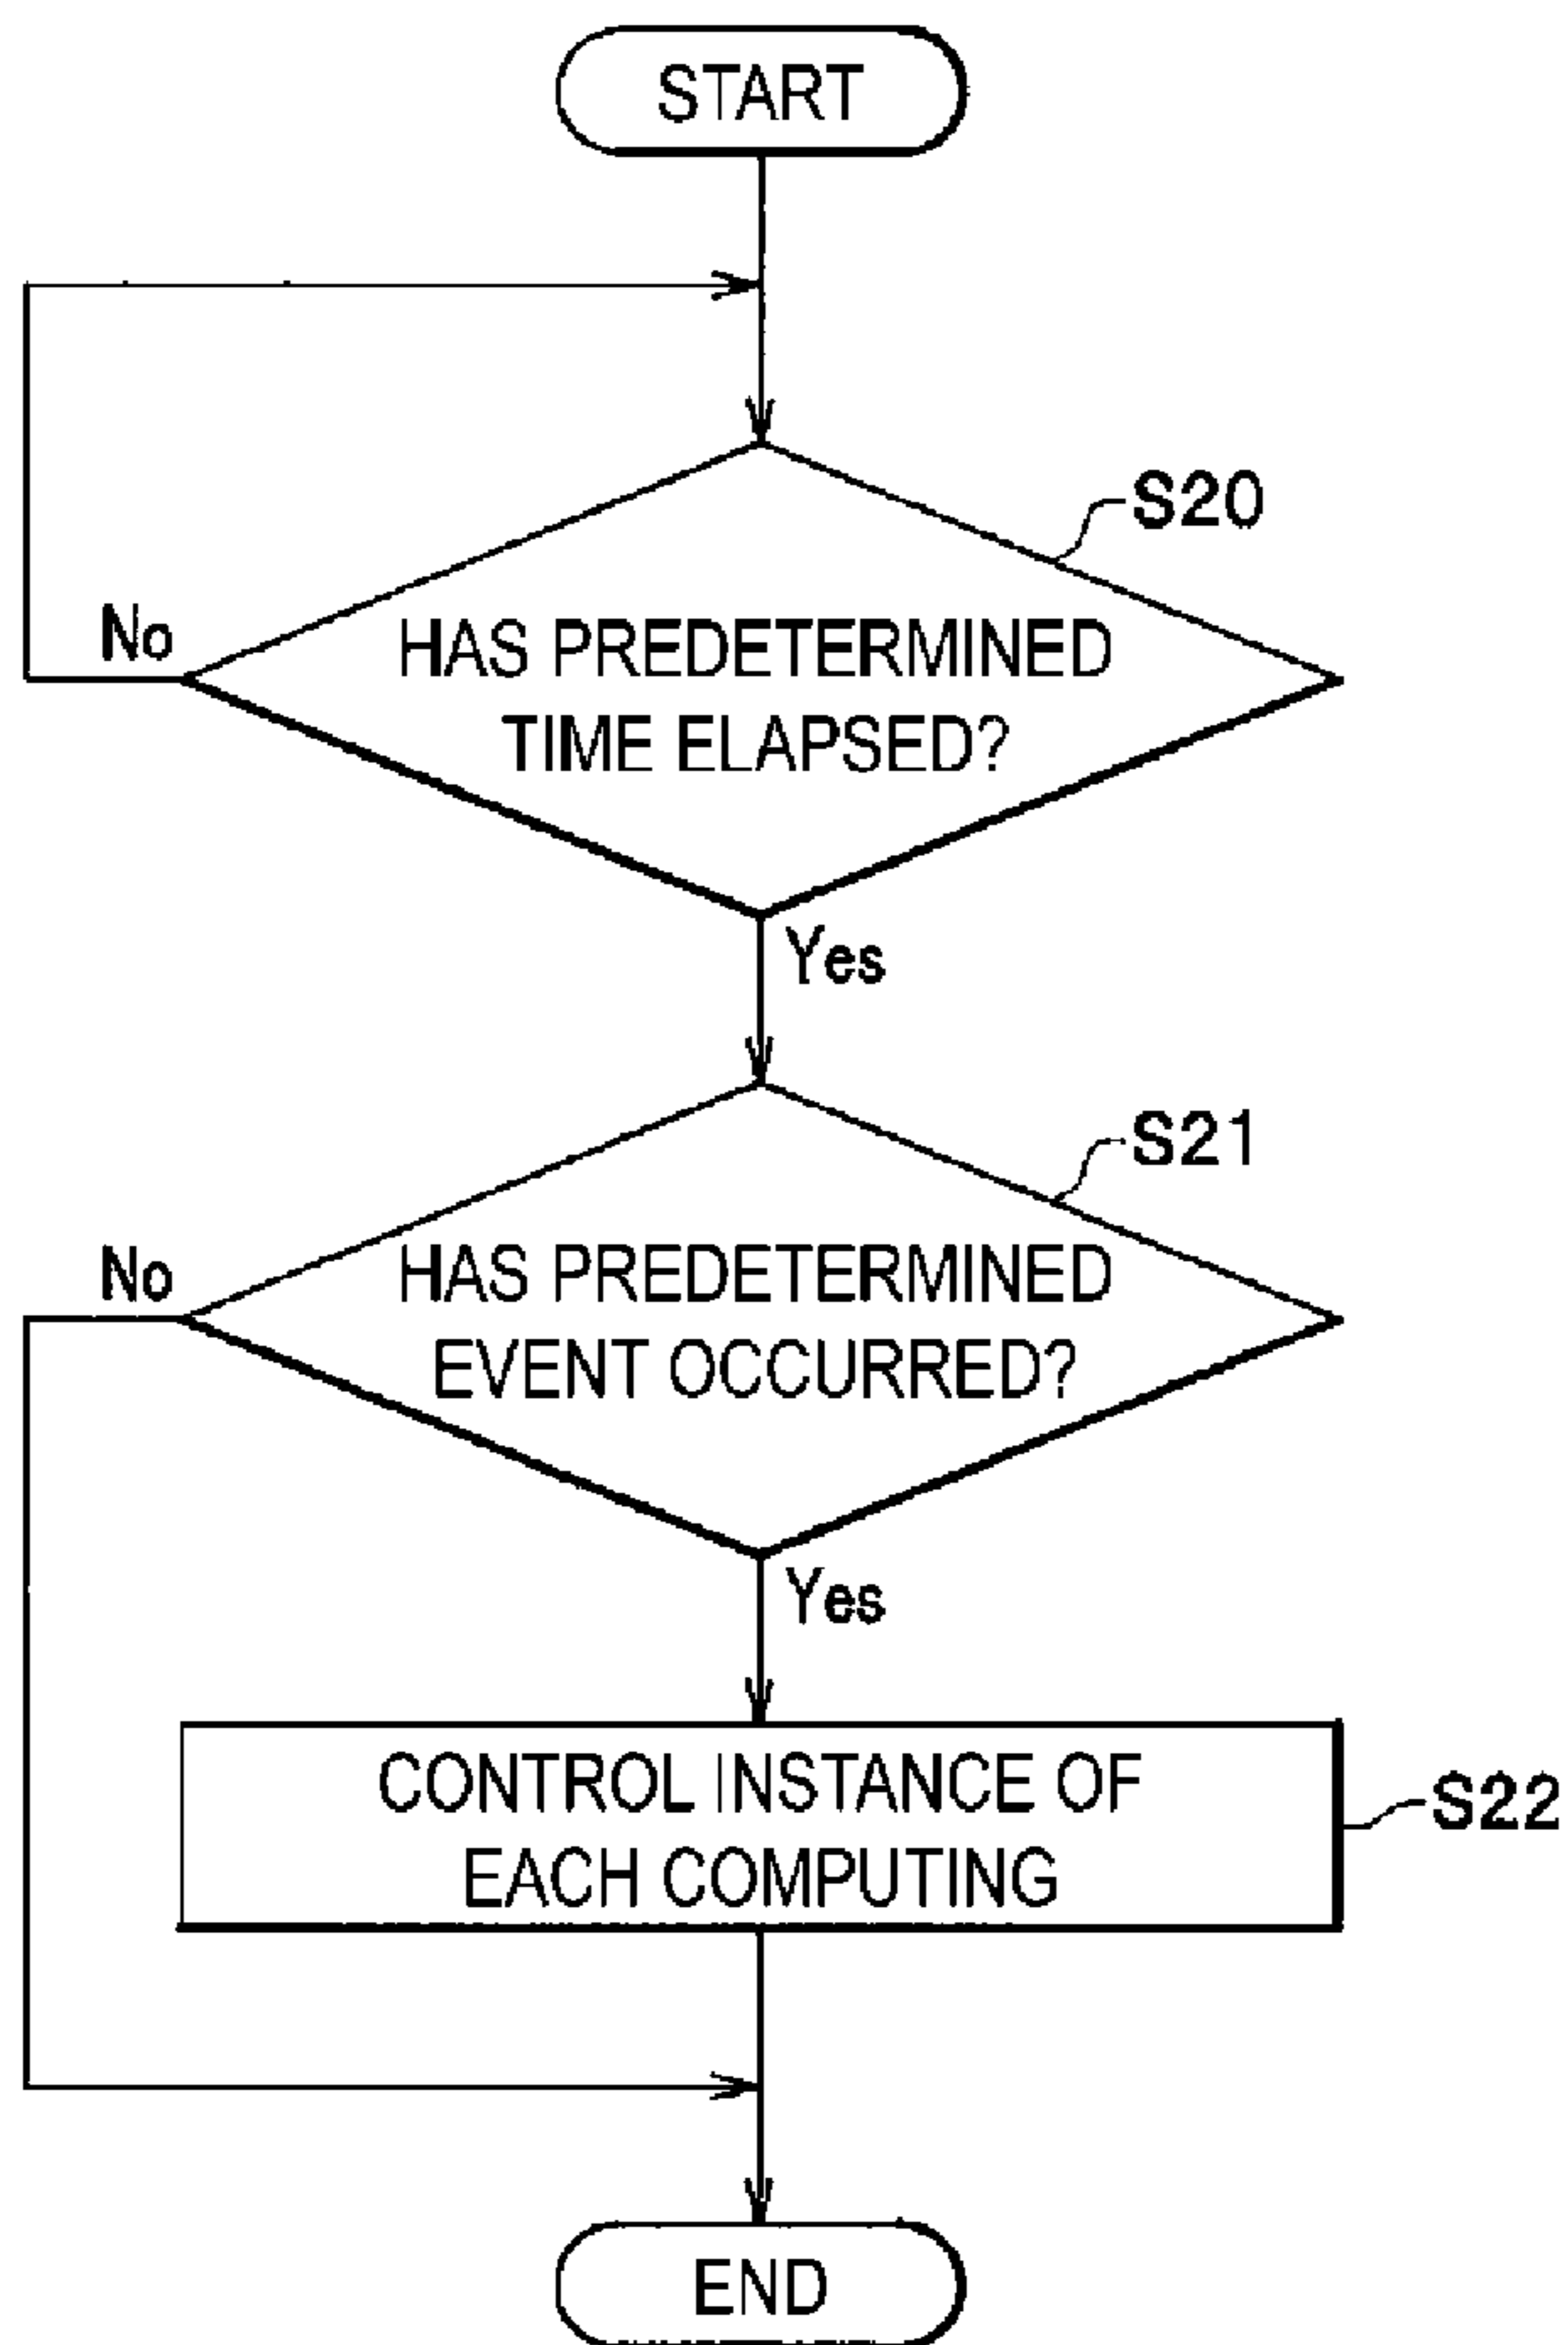 START
S20
No
HAS PREDETERMINED
TIME ELAPSED?
Yes
S21
No
HAS PREDETERMINED
EVENT OCCURRED?
Yes
CONTROL INSTANCE OF
EACH COMPUTING
S22
END